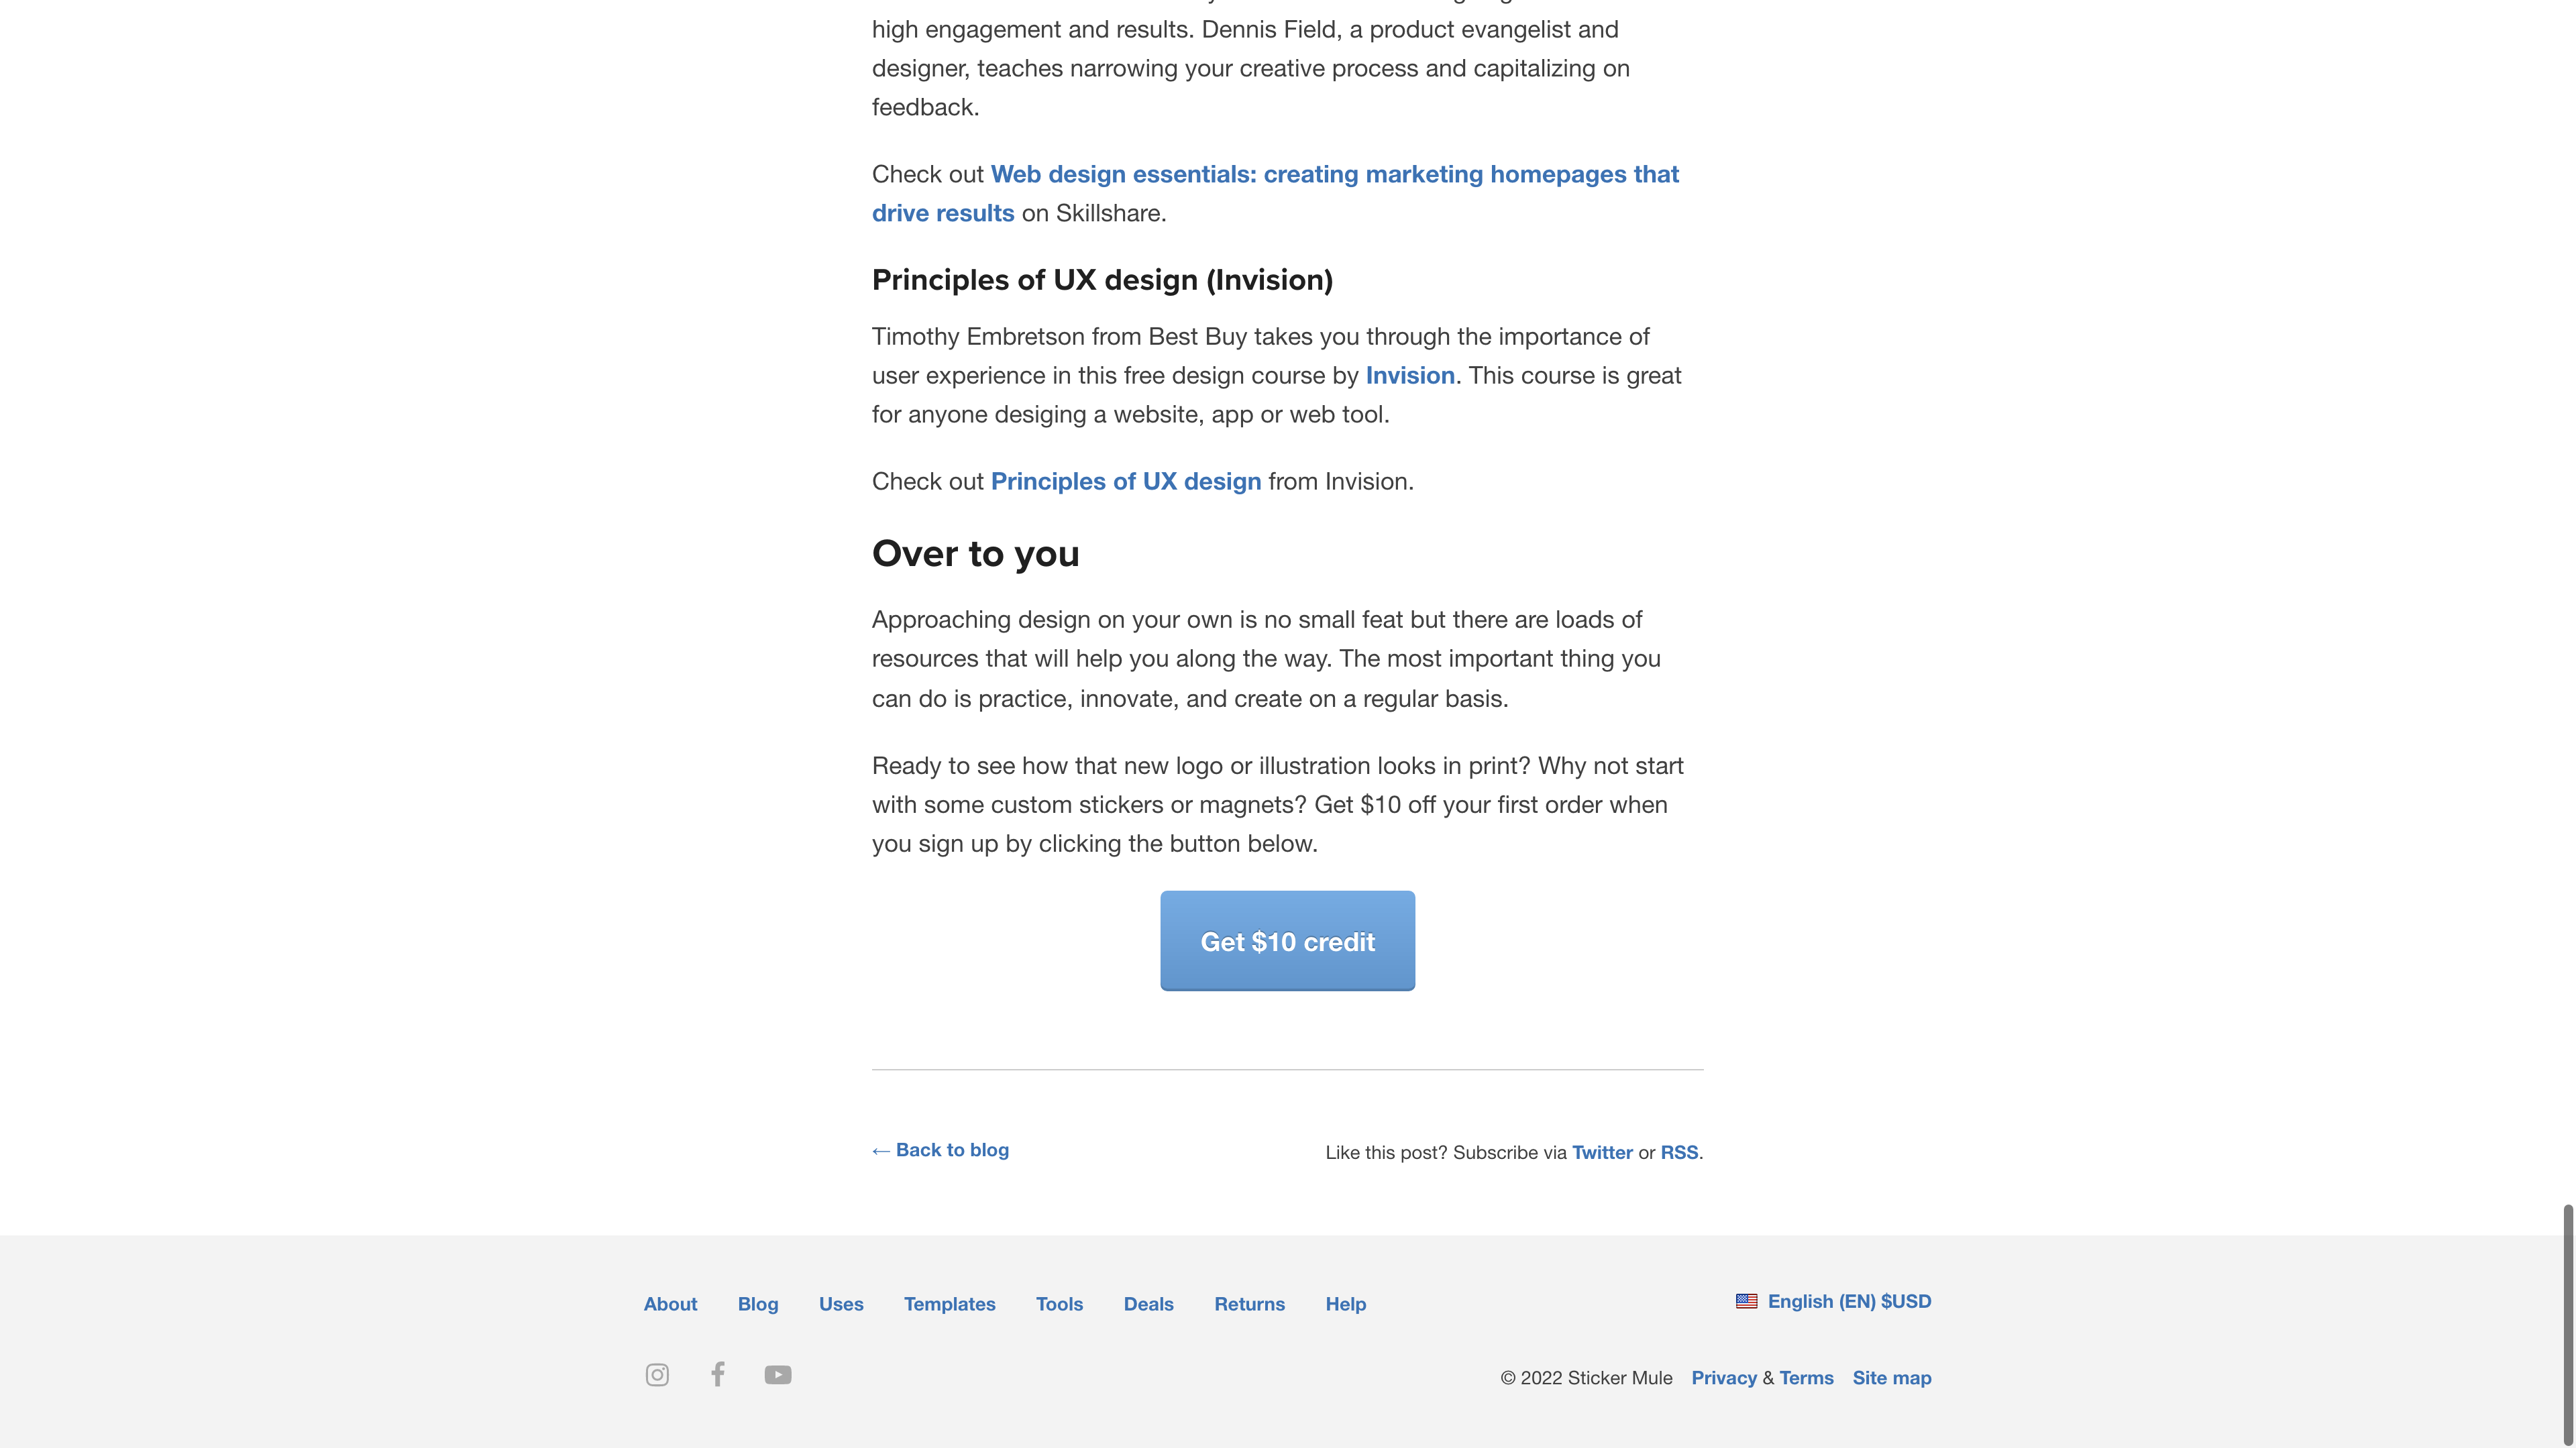 high engagement and results. Dennis Field, a product evangelist and
designer, teaches narrowing your creative process and capitalizing on
feedback.
Check out Web design essentials: creating marketing homepages that
drive results on Skillshare.
Principles of UX design (Invision)
Timothy Embretson from Best Buy takes you through the importance of
user experience in this free design course by Invision. This course is great
for anyone desiging a website, app or web tool.
Check out Principles of UX design from Invision.
Over to you
Approaching design on your own is no small feat but there are loads of
resources that will help you along the way. The most important thing you
can do is practice, innovate, and create on a regular basis.
Ready to see how that new logo or illustration looks in print? Why not start
with some custom stickers or magnets? Get $10 off your first order when
you sign up by clicking the button below.
Get $10 credit
← Back to blog
Like this post? Subscribe via Twitter or RSS.
About Blog Uses Templates Tools Deals Returns Help
English (EN) $USD
© 2022 Sticker Mule Privacy & Terms Site map